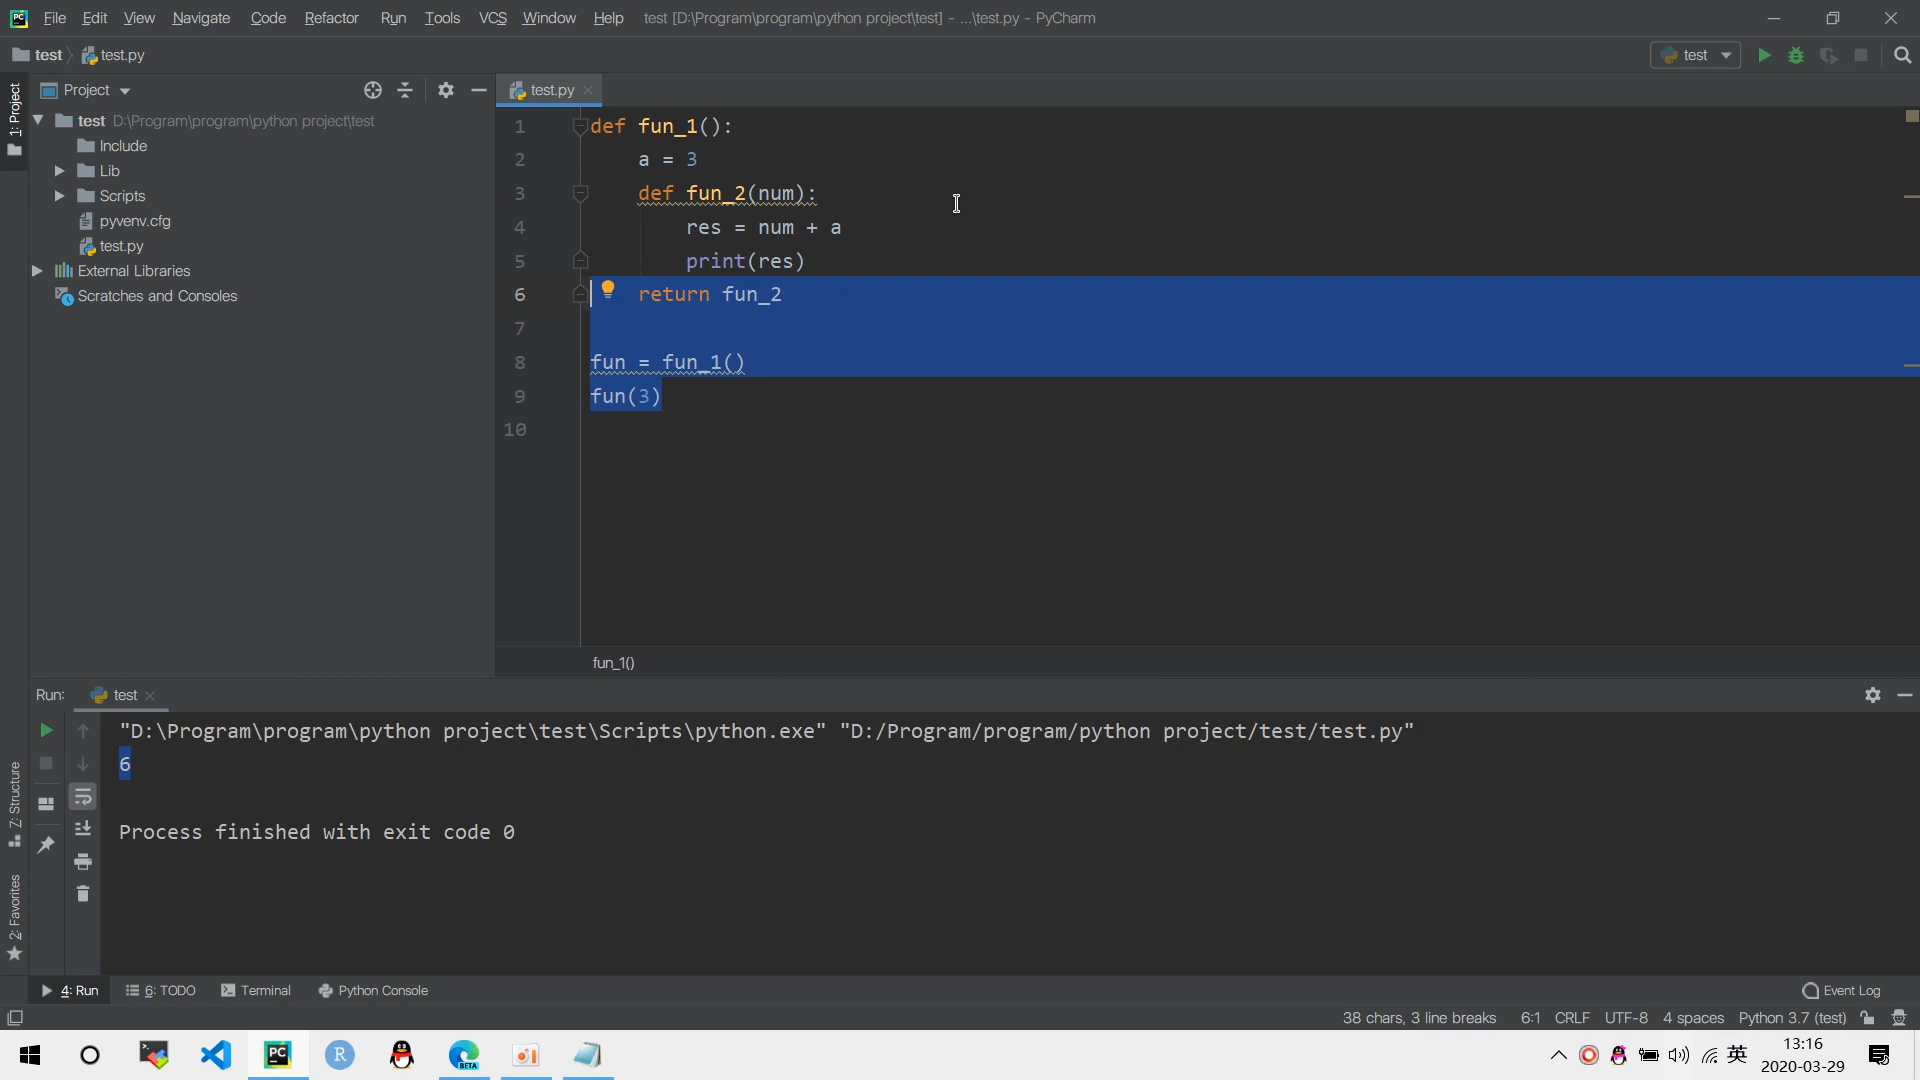 File Edit View Navigate Code Refactor Run Tools VCS Window Help test [D:\Program\program\python project\test] - ...\test.py - PyCharm
test test.py
test
1: Project
Project
test.py
test D:\Program\program\python project\test
Include
Lib
Scripts
pyvenv.cfg
test.py
External Libraries
Scratches and Consoles
1 def fun_1():
2 a = 3
3 def fun_2(num):
4 res = num + a
5 print(res)
6 return fun_2
7
8 fun = fun_1()
9 fun(3)
10
fun_1()
Run: test
"D:\Program\program\python project\test\Scripts\python.exe" "D:/Program/program/python project/test/test.py"
6
Process finished with exit code 0
Z: Structure
2: Favorites
4: Run 6: TODO Terminal Python Console Event Log
38 chars, 3 line breaks 6:1 CRLF UTF-8 4 spaces Python 3.7 (test)
PC
R
BETA
英
13:16
2020-03-29